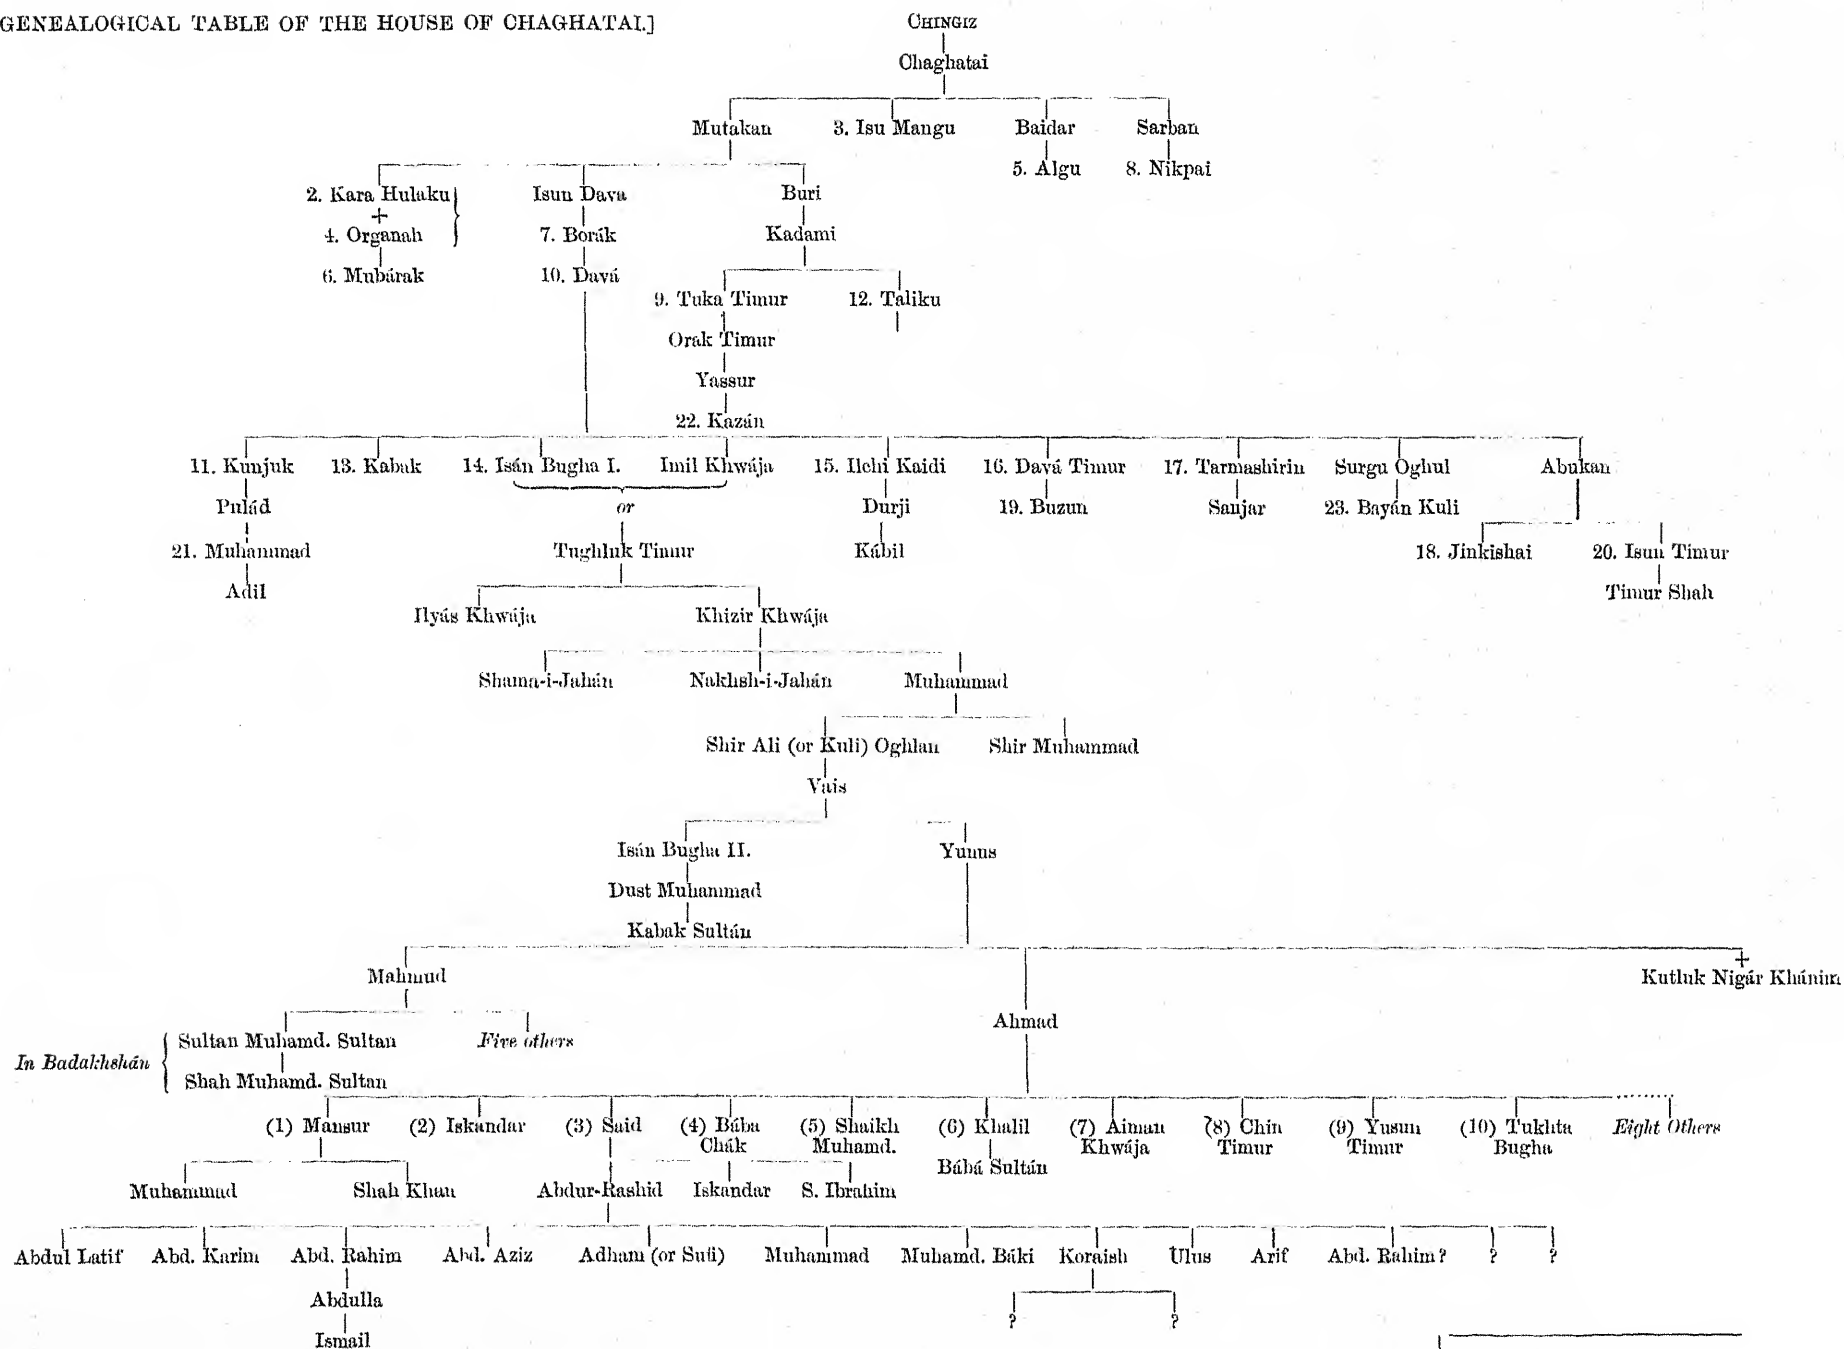 GENEALOGICAL TABLE OF THE HOUSE OF CHAGHATAI.]
CHINGIZ
Chaghatai
Mutakan 3. Isu Mangu Baidar Sarban
5. Algu 8. Nikpai
2. Kara Hulaku Isun Dava Buri
+
4. Organah 7. Borák Kadami
6. Mubárak 10. Davá
9. Tuka Timur 12. Taliku
Orak Timur
Yassur
22. Kazán
11. Kunjuk 13. Kabak 14. Isán Bugha I. Imil Khwája 15. Ilchi Kaidi 16. Davá Timur 17. Tarmashirin Surgu Oghul Abukan
Pulád or Durji 19. Buzun Sanjar 23. Bayán Kuli
21. Muhammad Tughluk Timur Kábil 18. Jinkishai 20. Isun Timur
Adil Timur Shah
Ilyás Khwája Khizir Khwája
Shama-i-Jahán Nakhsh-i-Jahán Muhammad
Shir Ali (or Kuli) Oghlan Shir Muhammad
Vais
Isán Bugha II. Yunus
Dust Muhammad
Kabak Sultán
+
Mahmud Kutluk Nigár Khánim
Ahmad
In Badakhshán Sultan Muhamd. Sultan Five others
Shah Muhamd. Sultan
(1) Mansur (2) Iskandar (3) Said (4) Bába (5) Shaikh (6) Khalil (7) Aiman (8) Chin (9) Yusun (10) Tukhta Eight Others
Chák Muhamd. Khwája Timur Timur Bugha
Bábá Sultán
Muhammad Shah Khan Abdur-Rashid Iskandar S. Ibrahim
Abdul Latif Abd. Karim Abd. Rahim Abd. Aziz Adham (or Sufi) Muhammad Muhamd. Báki Koraish Ulus Arif Abd. Rahim? ? ?
Abdulla
? ?
Ismail